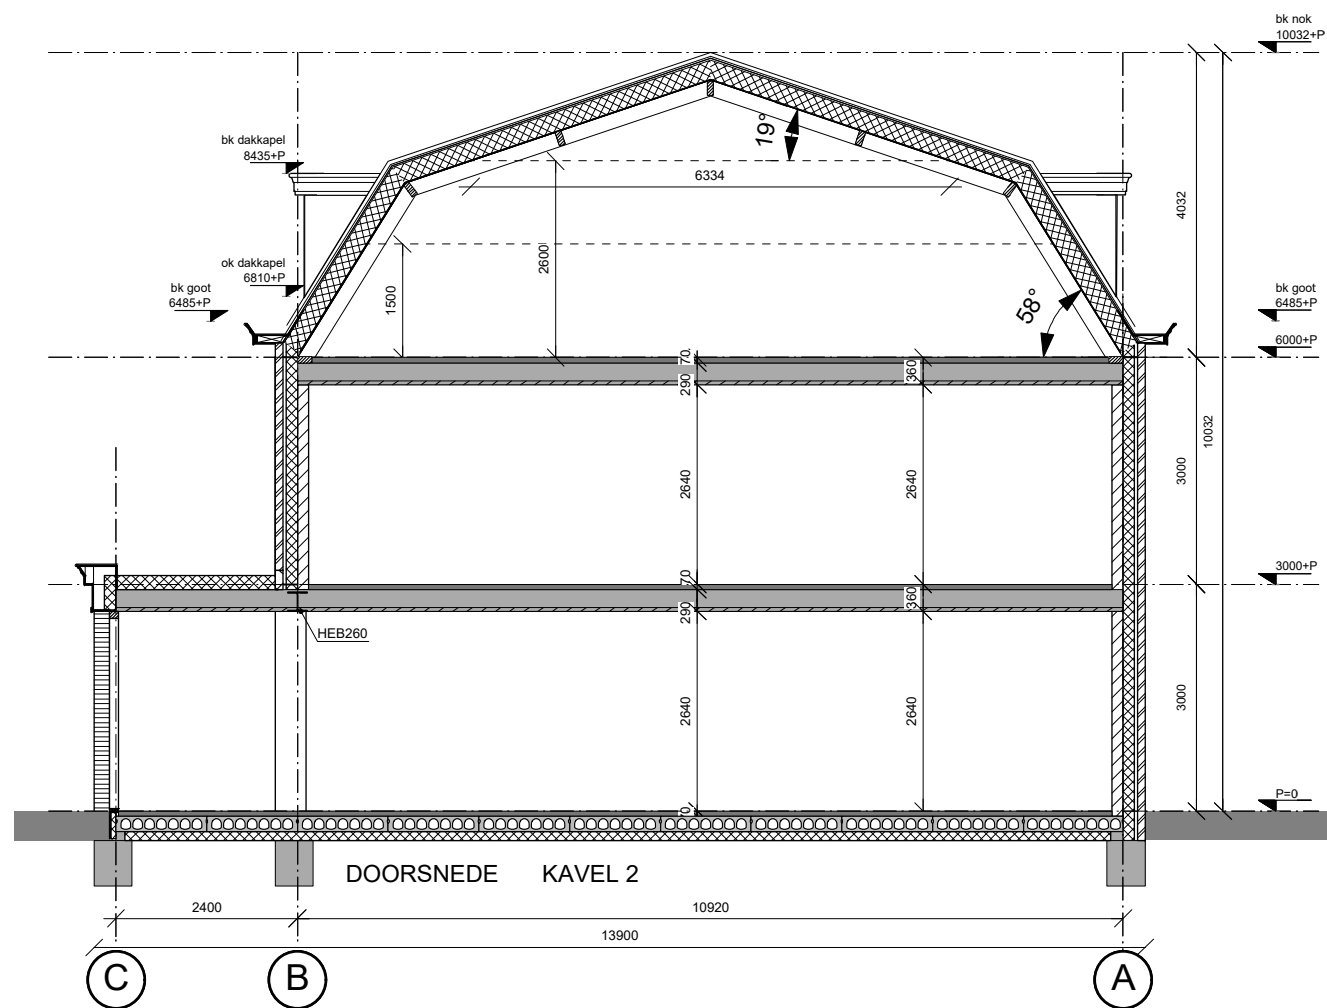 bk nok
10032+P
bk dakkapel
8435+P
19°
6334
4032
2600
ok dakkapel
6810+P
bk goot
6485+P
1500
58°
bk goot
6485+P
6000+P
70
290
360
10032
2640
2640
3000
3000+P
70
290
360
HEB260
2640
2640
3000
P=0
70
DOORSNEDE KAVEL 2
2400
10920
13900
C
B
A